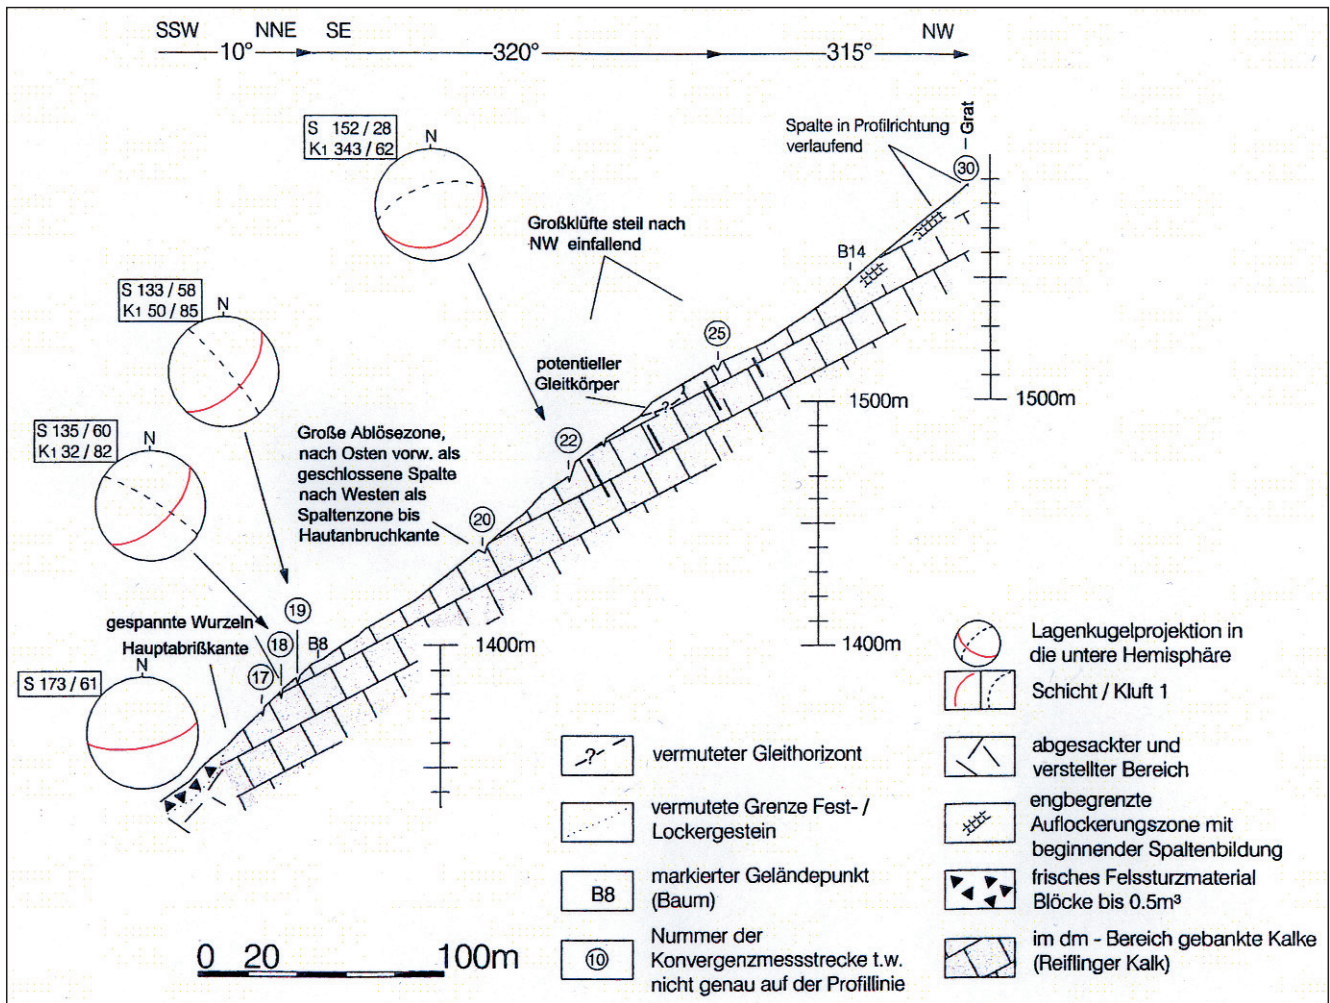 SSW NNE SE NW
10° 320° 315°
S 152 / 28
K1 343 / 62
N
Spalte in Profilrichtung
verlaufend
Grat
30
Großklüfte steil nach
NW einfallend
B14
S 133 / 58
K1 50 / 85
N
25
potentieller
Gleitkörper
?
1500m
1500m
S 135 / 60
K1 32 / 82
N
Große Ablösezone,
nach Osten vorw. als
geschlossene Spalte
nach Westen als
Spaltenzone bis
Hautanbruchkante
22
20
19
gespannte Wurzeln
Hauptabrißkante
18
B8
17
1400m
1400m
S 173 / 61
N
Lagenkugelprojektion in
die untere Hemisphäre
Schicht / Kluft 1
?
vermuteter Gleithorizont
abgesackter und
verstellter Bereich
vermutete Grenze Fest- /
Lockergestein
engbegrenzte
Auflockerungszone mit
beginnender Spaltenbildung
B8
markierter Geländepunkt
(Baum)
frisches Felssturzmaterial
Blöcke bis 0.5m³
10
Nummer der
Konvergenzmessstrecke t.w.
nicht genau auf der Profillinie
im dm - Bereich gebankte Kalke
(Reiflinger Kalk)
0 20 100m